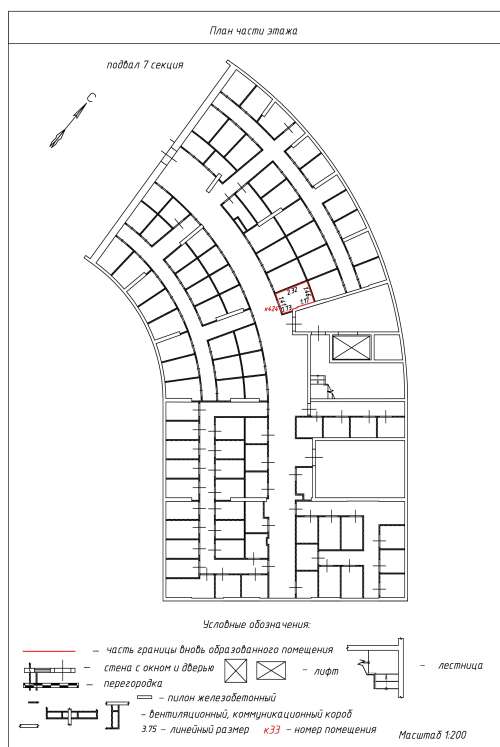 План части этажа
подвал 7 секция
С
2.32
1.46
1.41
1.17
0.73
к424
Условные обозначения:
– часть границы вновь образованного помещения
– стена с окном и дверью
– лифт
– лестница
– перегородка
– пилон железобетонный
– вентиляционный, коммуникационный короб
3.75 – линейный размер к33 – номер помещения
Масштаб 1:200